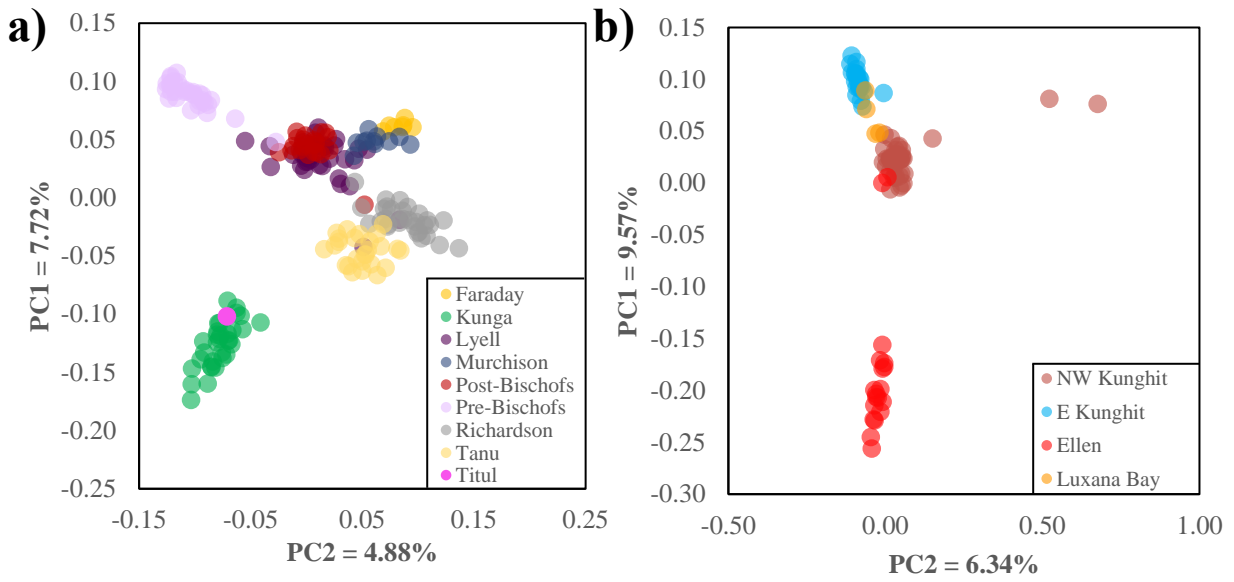 a)
0.15
0.10
0.05
0.00
-0.05
-0.10
-0.15
-0.20
-0.25
PC1 = 7.72%
-0.15
-0.05
0.05
0.15
0.25
PC2 = 4.88%
Faraday
Kunga
Lyell
Murchison
Post-Bischofs
Pre-Bischofs
Richardson
Tanu
Titul
b)
0.15
0.10
0.05
0.00
-0.05
-0.10
-0.15
-0.20
-0.25
-0.30
PC1 = 9.57%
-0.50
0.00
0.50
1.00
PC2 = 6.34%
NW Kunghit
E Kunghit
Ellen
Luxana Bay